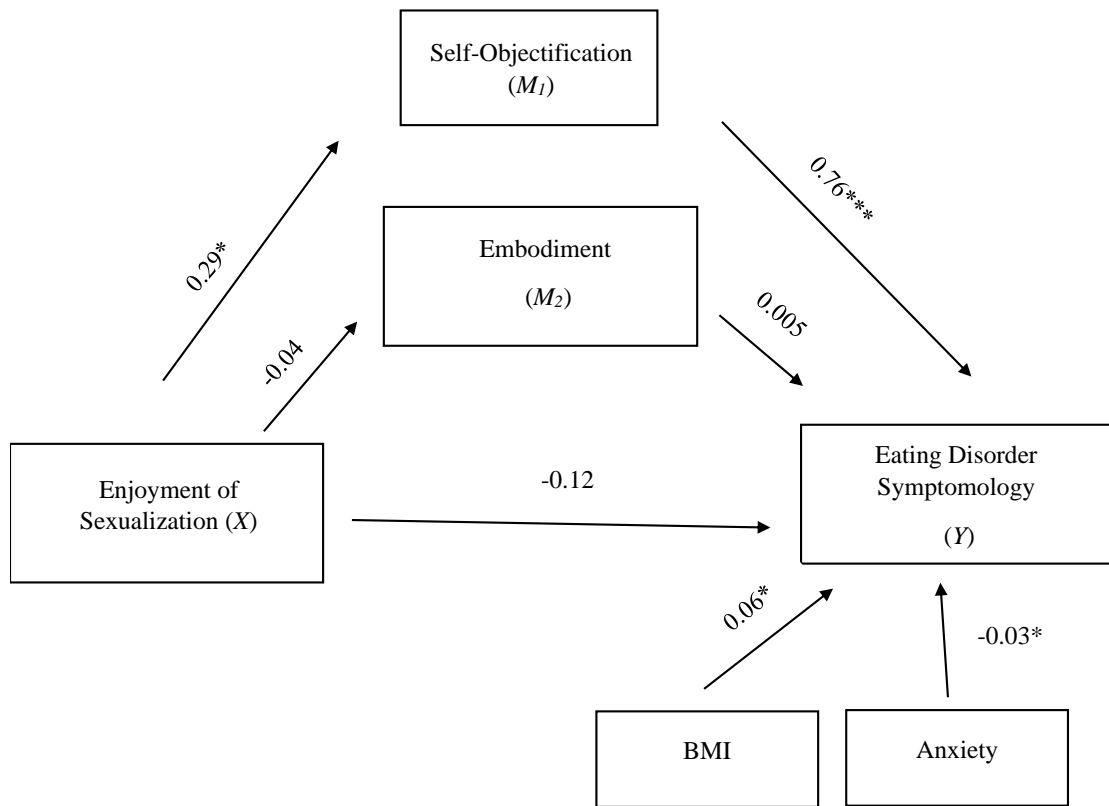 Self-Objectification
(M1)
0.76***
Embodiment
(M2)
0.29*
0.005
-0.04
Enjoyment of
Sexualization (X)
-0.12
Eating Disorder
Symptomology
(Y)
0.06*
-0.03*
BMI
Anxiety